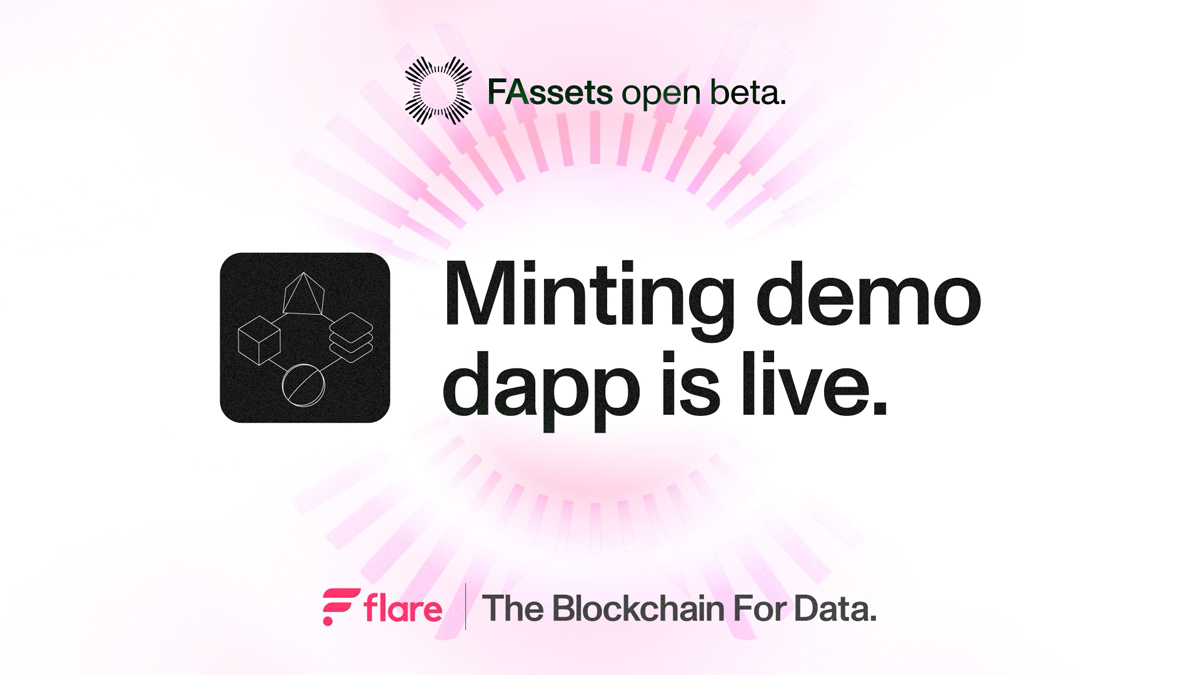 FAssets open beta.
Minting demo
dapp is live.
flare
The Blockchain For Data.